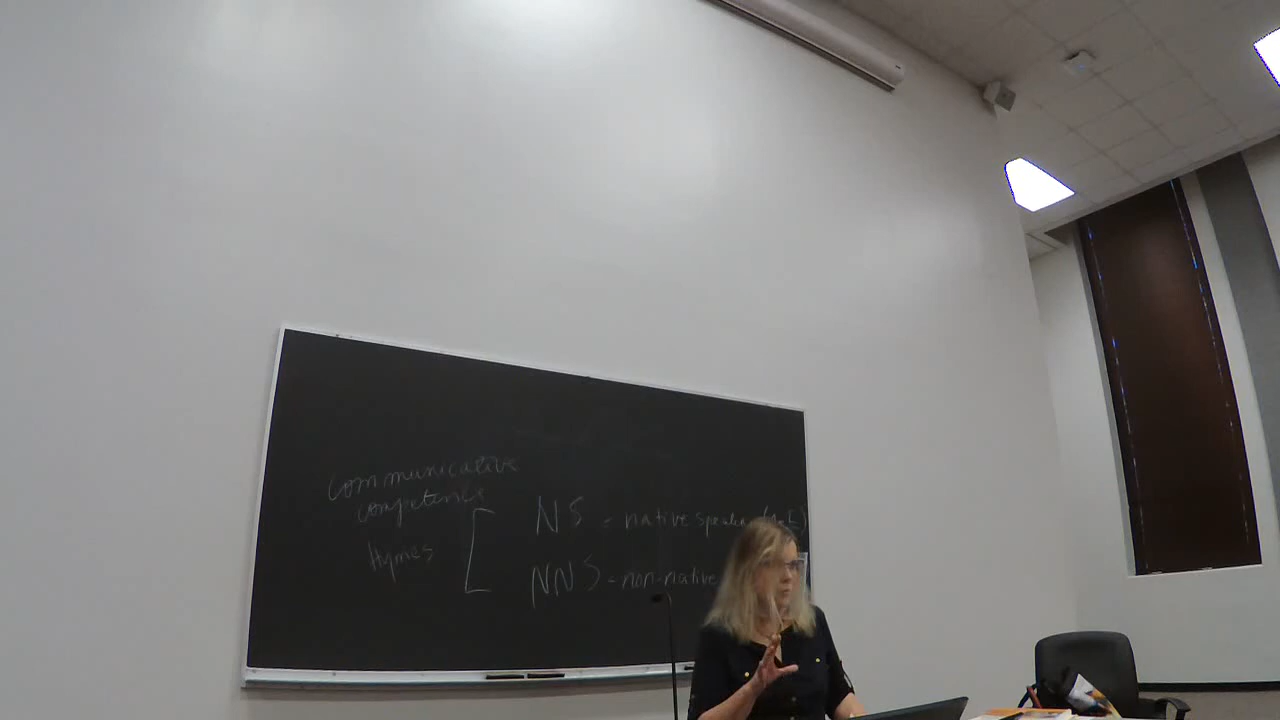 communicative
competence
Hymes
NS = native speaker
NNS - non-native